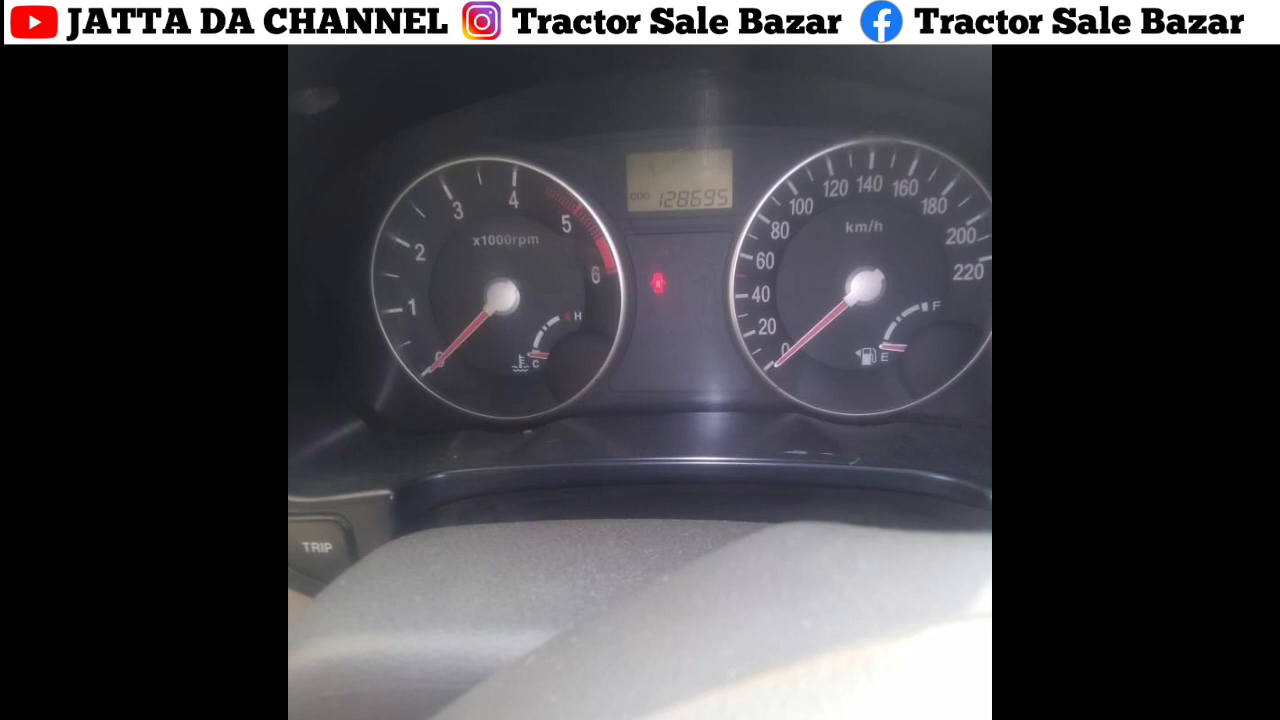 JATTA DA CHANNEL Tractor Sale Bazar Tractor Sale Bazar
ODO 128695
x1000rpm
0 1 2 3 4 5 6
H
C
km/h
0 20 40 60 80 100 120 140 160 180 200 220
F
E
TRIP